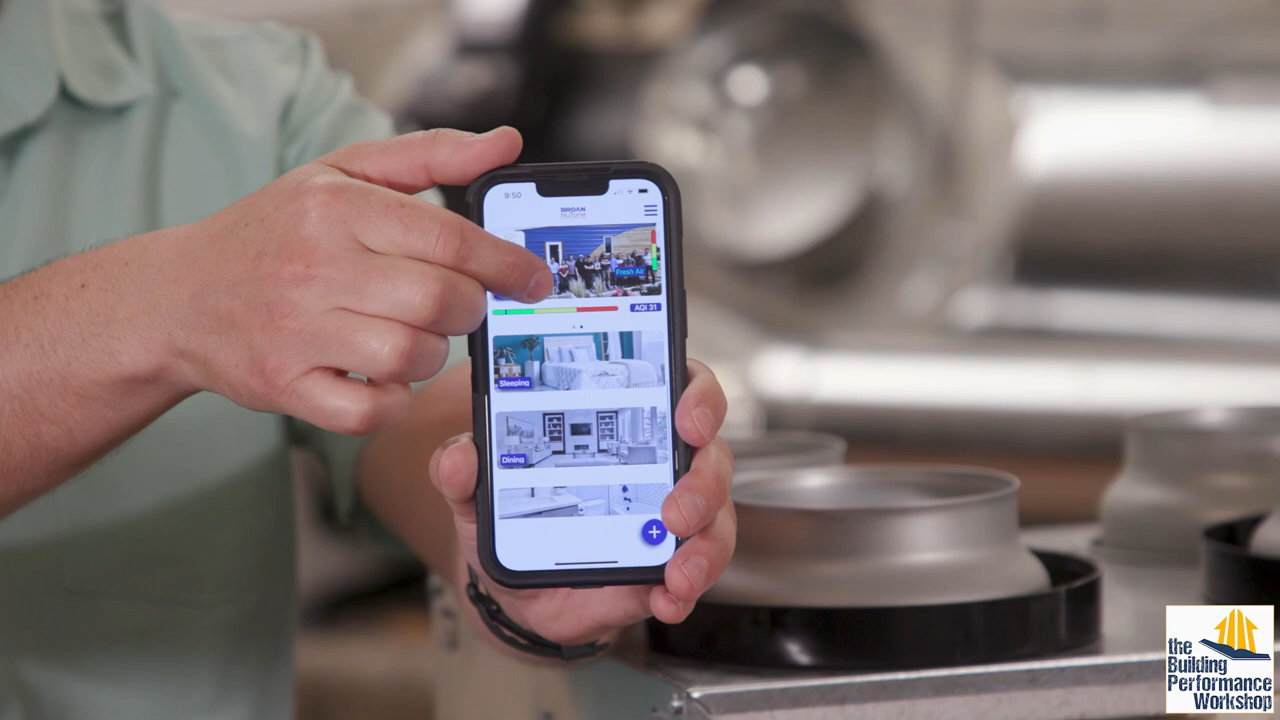 9:50
BROAN
NuTone
Fresh Air
AQI 31
Sleeping
Dining
the
Building
Performance
Workshop